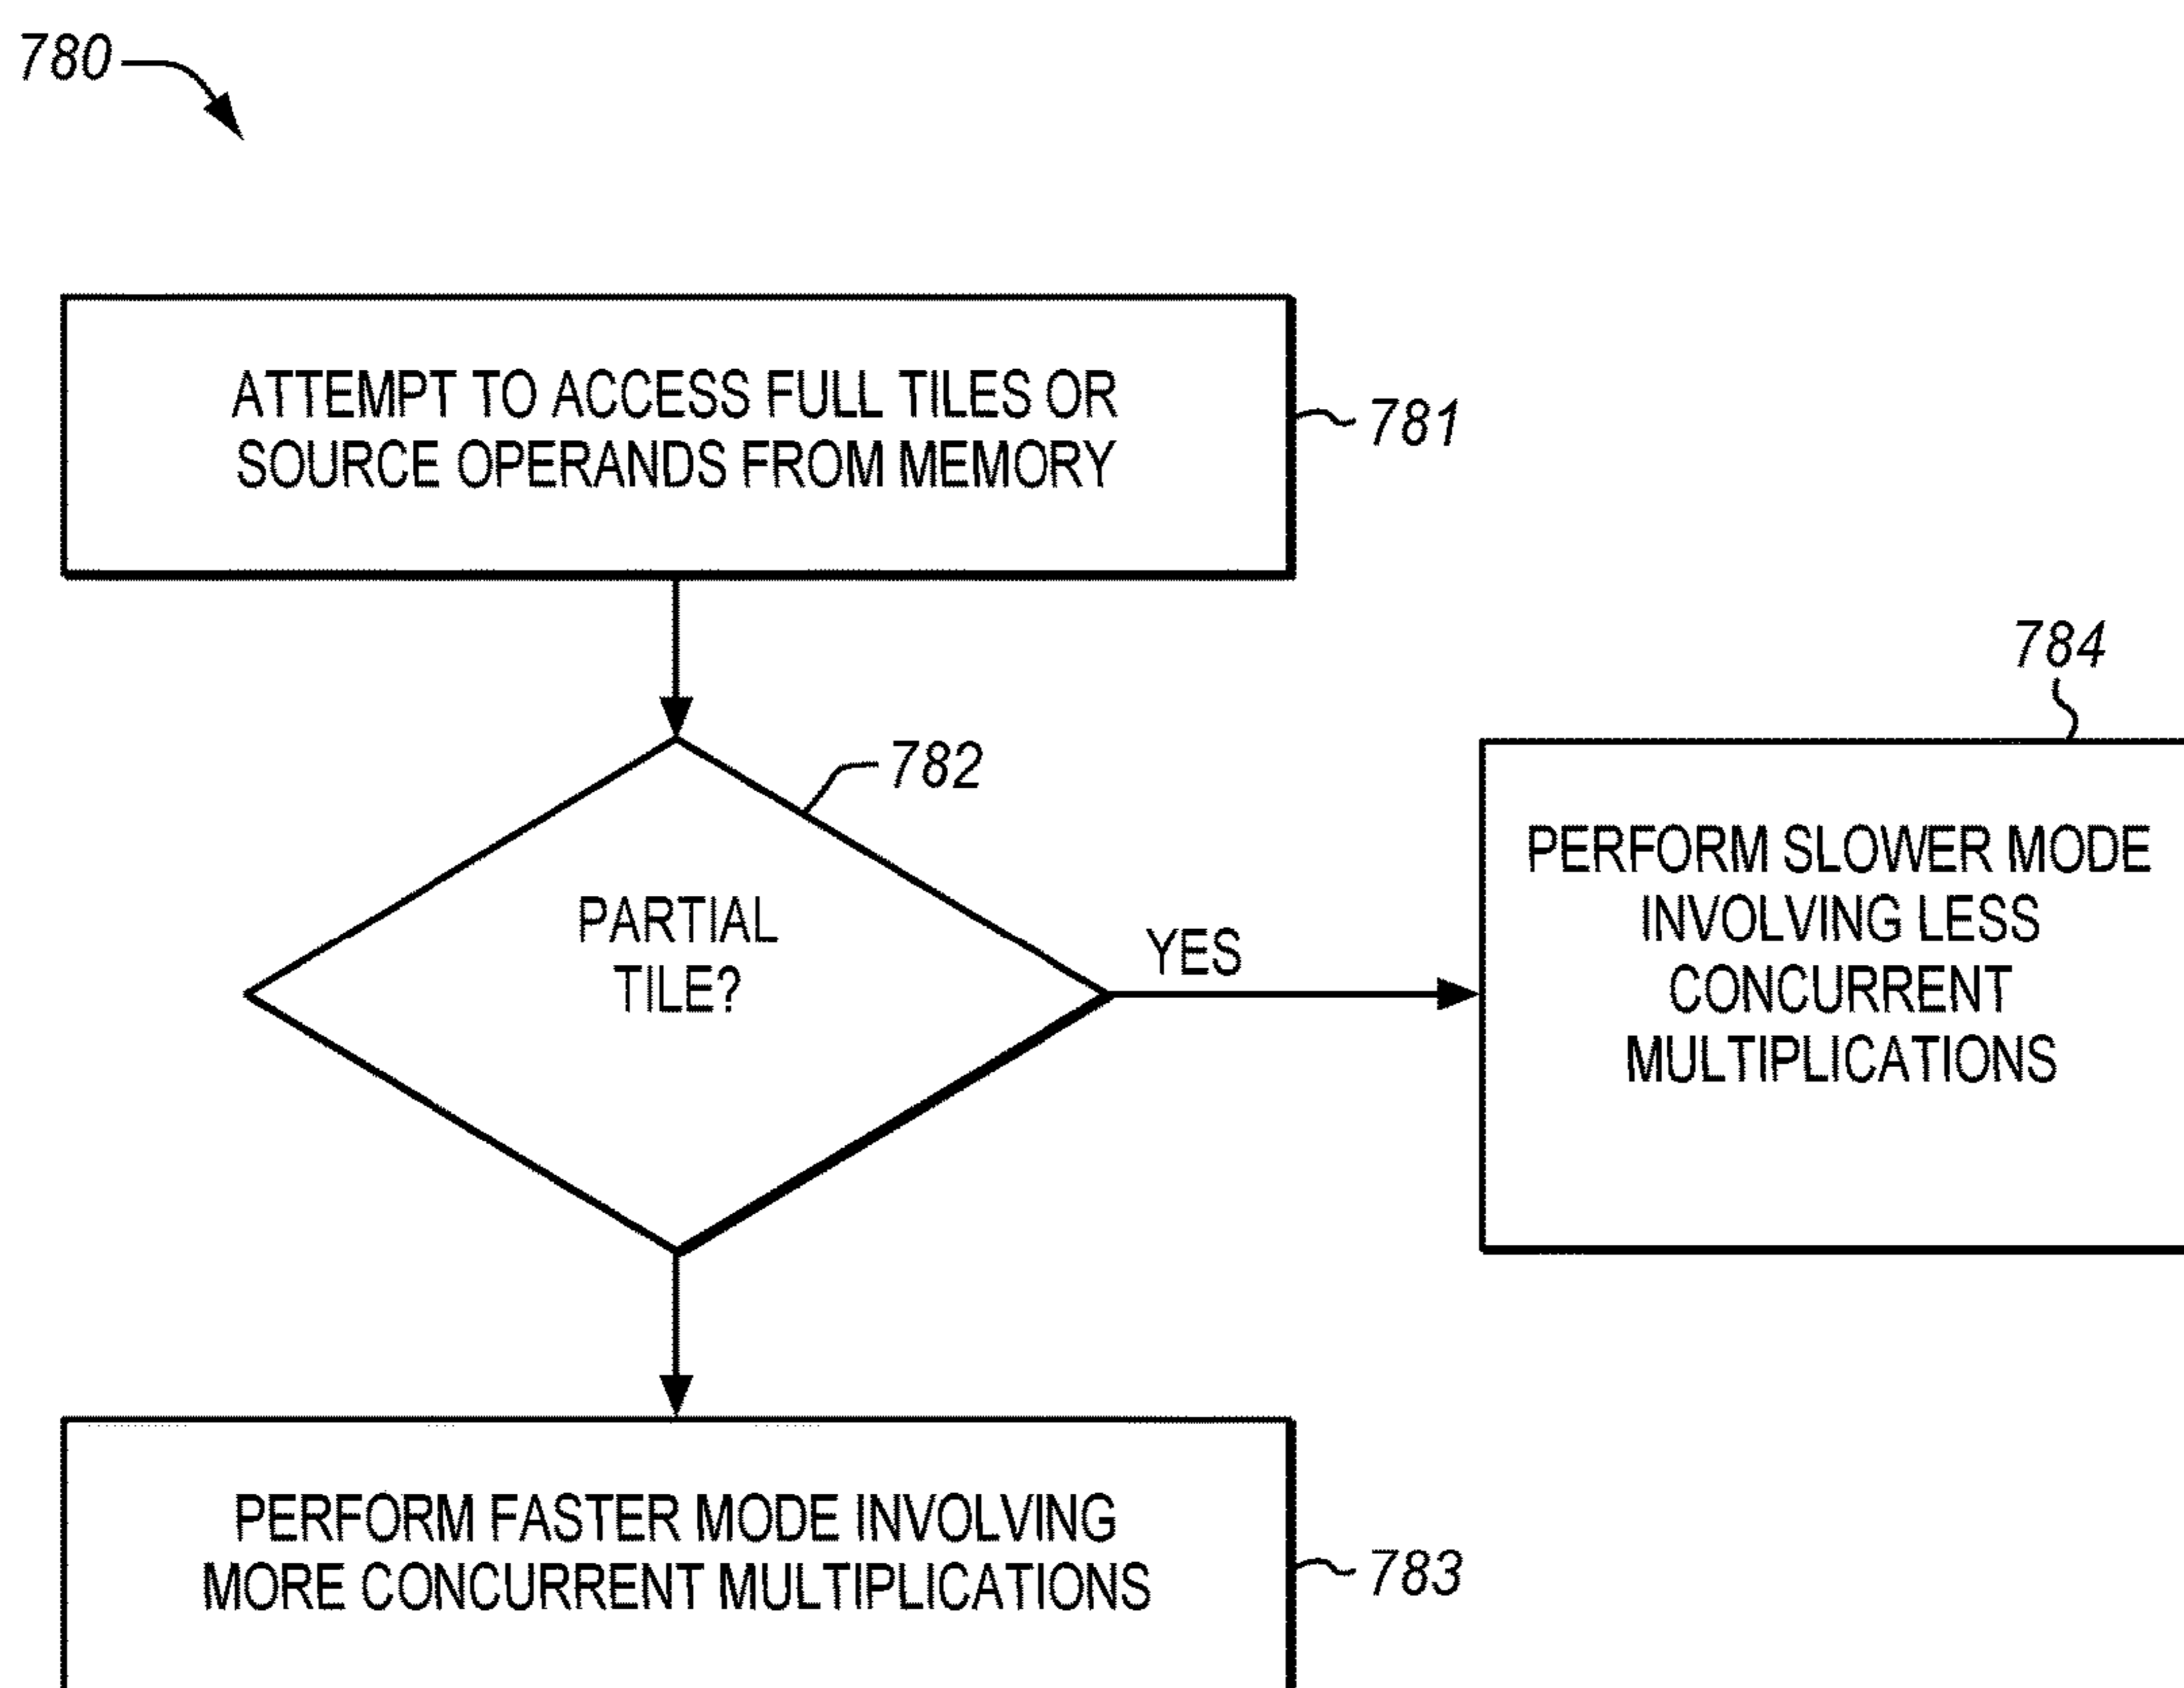 780
ATTEMPT TO ACCESS FULL TILES OR
SOURCE OPERANDS FROM MEMORY
781
782
PARTIAL
TILE?
YES
784
PERFORM SLOWER MODE
INVOLVING LESS
CONCURRENT
MULTIPLICATIONS
PERFORM FASTER MODE INVOLVING
MORE CONCURRENT MULTIPLICATIONS
783